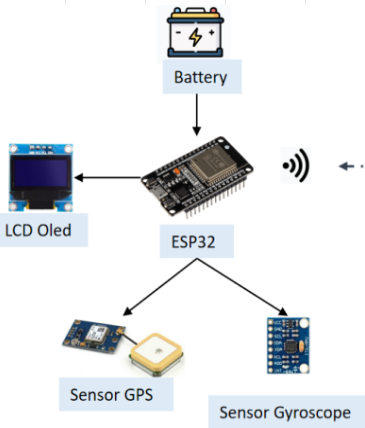 Battery
LCD Oled
ESP32
Sensor GPS
Sensor Gyroscope